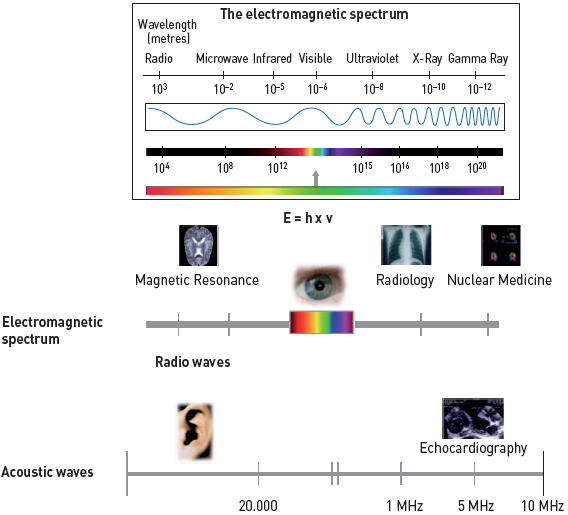 The electromagnetic spectrum
Wavelength
(metres)
Radio Microwave Infrared Visible Ultraviolet X-Ray Gamma Ray
10³ 10⁻² 10⁻⁵ 10⁻⁶ 10⁻⁸ 10⁻¹⁰ 10⁻¹²
10⁴ 10⁸ 10¹² 10¹⁵ 10¹⁶ 10¹⁸ 10²⁰
E = h x v
Magnetic Resonance Radiology Nuclear Medicine
Electromagnetic
spectrum
Radio waves
Echocardiography
Acoustic waves
20.000 1 MHz 5 MHz 10 MHz